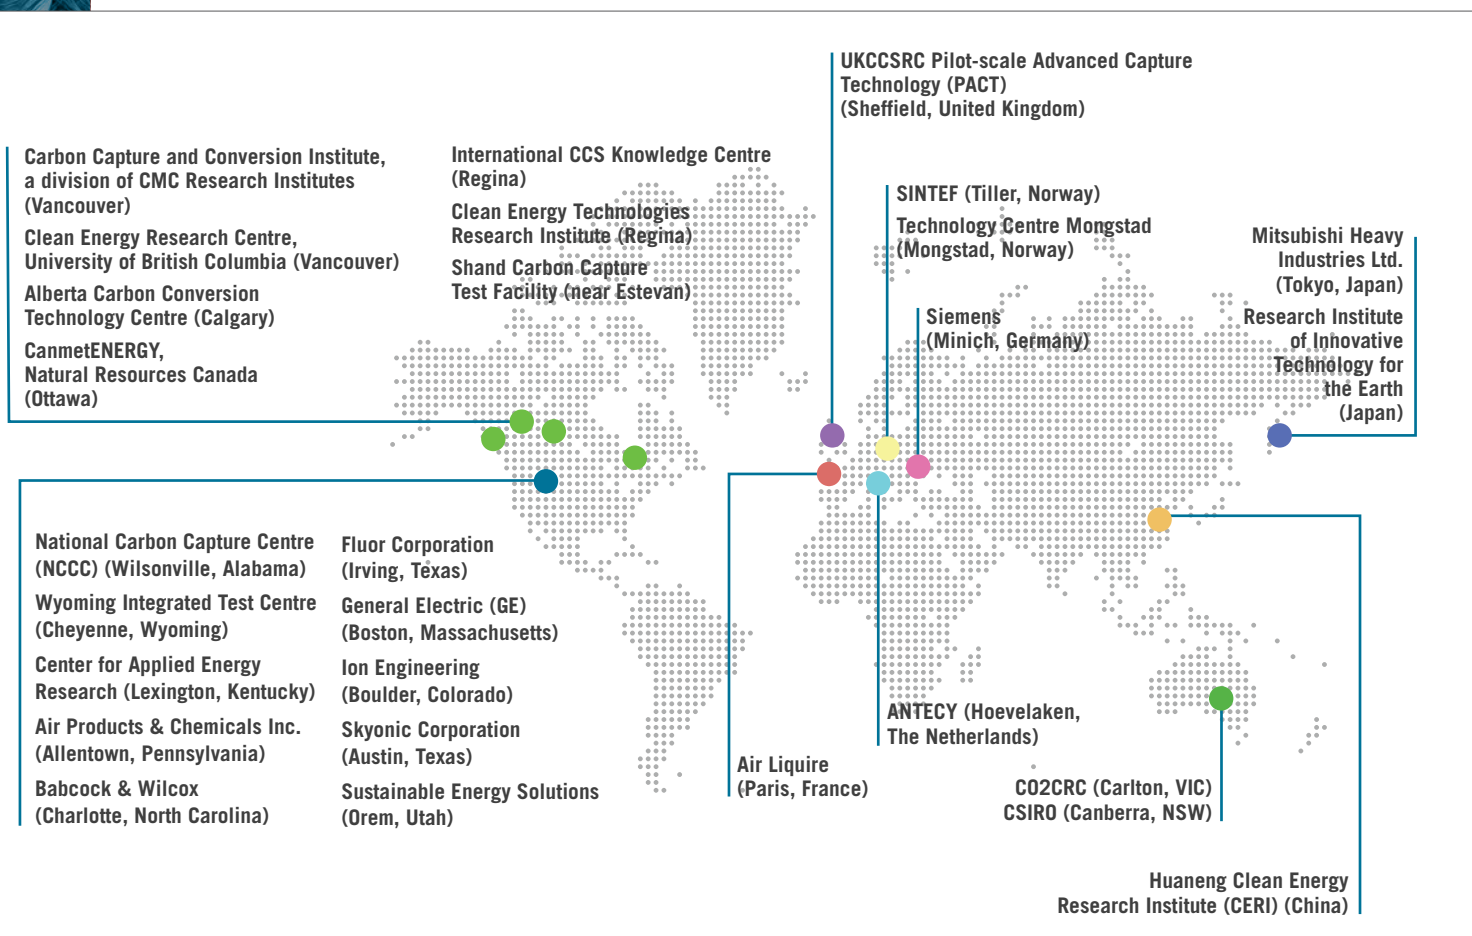 UKCCSRC Pilot-scale Advanced Capture
Technology (PACT)
(Sheffield, United Kingdom)
Carbon Capture and Conversion Institute,
a division of CMC Research Institutes
(Vancouver)
Clean Energy Research Centre,
University of British Columbia (Vancouver)
Alberta Carbon Conversion
Technology Centre (Calgary)
CanmetENERGY,
Natural Resources Canada
(Ottawa)
International CCS Knowledge Centre
(Regina)
Clean Energy Technologies
Research Institute (Regina)
Shand Carbon Capture
Test Facility (near Estevan)
SINTEF (Tiller, Norway)
Technology Centre Mongstad
(Mongstad, Norway)
Siemens
(Minich, Germany)
Mitsubishi Heavy
Industries Ltd.
(Tokyo, Japan)
Research Institute
of Innovative
Technology for
the Earth
(Japan)
National Carbon Capture Centre
(NCCC) (Wilsonville, Alabama)
Wyoming Integrated Test Centre
(Cheyenne, Wyoming)
Center for Applied Energy
Research (Lexington, Kentucky)
Air Products & Chemicals Inc.
(Allentown, Pennsylvania)
Babcock & Wilcox
(Charlotte, North Carolina)
Fluor Corporation
(Irving, Texas)
General Electric (GE)
(Boston, Massachusetts)
Ion Engineering
(Boulder, Colorado)
Skyonic Corporation
(Austin, Texas)
Sustainable Energy Solutions
(Orem, Utah)
Air Liquire
(Paris, France)
ANTECY (Hoevelaken,
The Netherlands)
CO2CRC (Carlton, VIC)
CSIRO (Canberra, NSW)
Huaneng Clean Energy
Research Institute (CERI) (China)